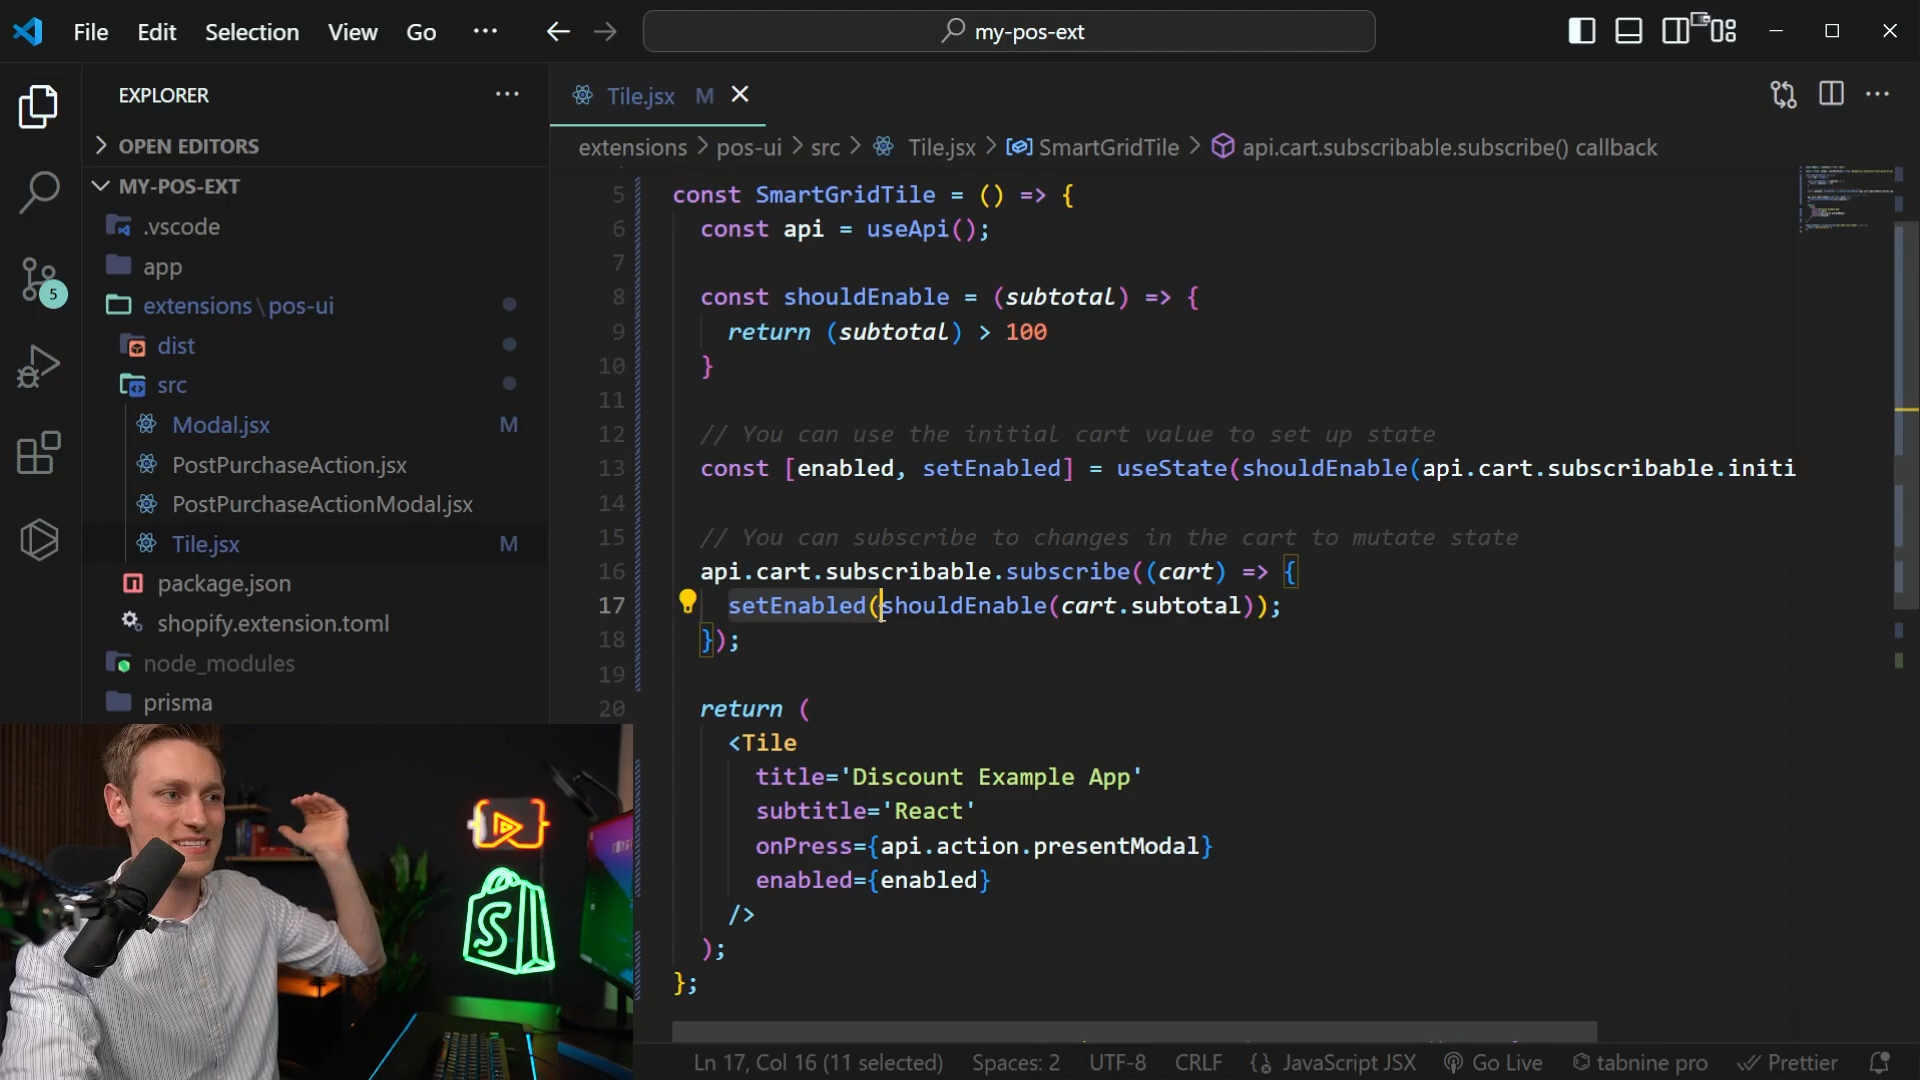 File Edit Selection View Go ···
my-pos-ext
EXPLORER
OPEN EDITORS
MY-POS-EXT
.vscode
app
extensions\pos-ui
dist
src
Modal.jsx M
PostPurchaseAction.jsx
PostPurchaseActionModal.jsx
Tile.jsx M
package.json
shopify.extension.toml
node_modules
prisma
5
Tile.jsx M
extensions > pos-ui > src > Tile.jsx > SmartGridTile > api.cart.subscribable.subscribe() callback
5 const SmartGridTile = () => {
6 const api = useApi();
7
8 const shouldEnable = (subtotal) => {
9 return (subtotal) > 100
10 }
11
12 // You can use the initial cart value to set up state
13 const [enabled, setEnabled] = useState(shouldEnable(api.cart.subscribable.initi
14
15 // You can subscribe to changes in the cart to mutate state
16 api.cart.subscribable.subscribe((cart) => {
17 setEnabled(shouldEnable(cart.subtotal));
18 });
19
20 return (
<Tile
title='Discount Example App'
subtitle='React'
onPress={api.action.presentModal}
enabled={enabled}
/>
);
};
S
Ln 17, Col 16 (11 selected) Spaces: 2 UTF-8 CRLF {} JavaScript JSX Go Live tabnine pro Prettier